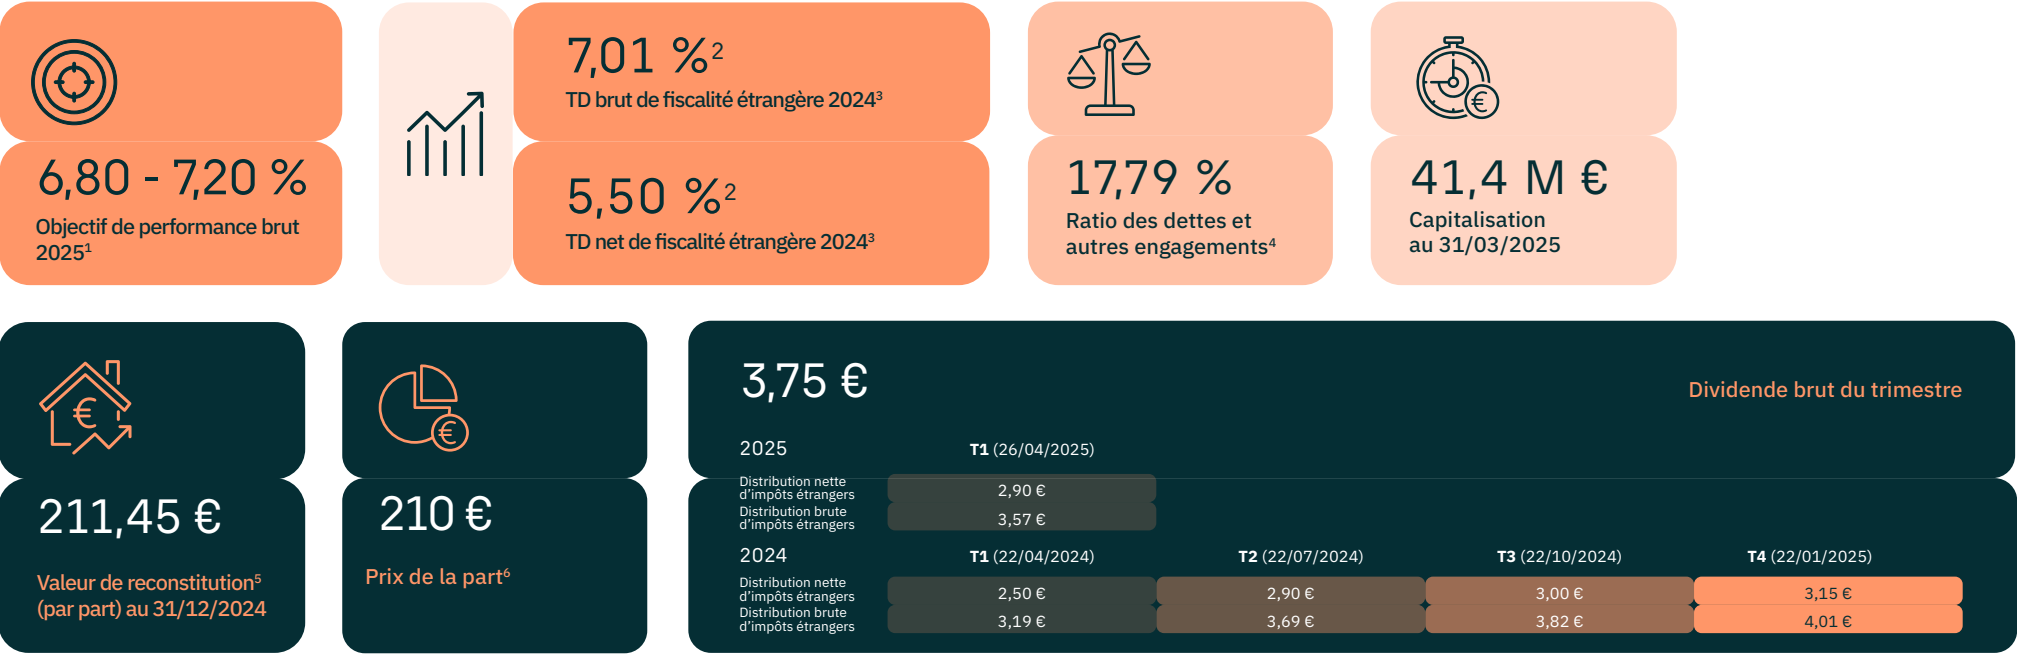 6,80 - 7,20 %
Objectif de performance brut
2025¹
7,01 %²
TD brut de fiscalité étrangère 2024³
5,50 %²
TD net de fiscalité étrangère 2024³
17,79 %
Ratio des dettes et
autres engagements⁴
41,4 M €
Capitalisation
au 31/03/2025
€
€
211,45 €
Valeur de reconstitution⁵
(par part) au 31/12/2024
€
210 €
Prix de la part⁶
3,75 €
Dividende brut du trimestre
2025 T1 (26/04/2025)
Distribution nette
d’impôts étrangers
2,90 €
Distribution brute
d’impôts étrangers
3,57 €
2024 T1 (22/04/2024) T2 (22/07/2024) T3 (22/10/2024) T4 (22/01/2025)
Distribution nette
d’impôts étrangers
2,50 € 2,90 € 3,00 € 3,15 €
Distribution brute
d’impôts étrangers
3,19 € 3,69 € 3,82 € 4,01 €